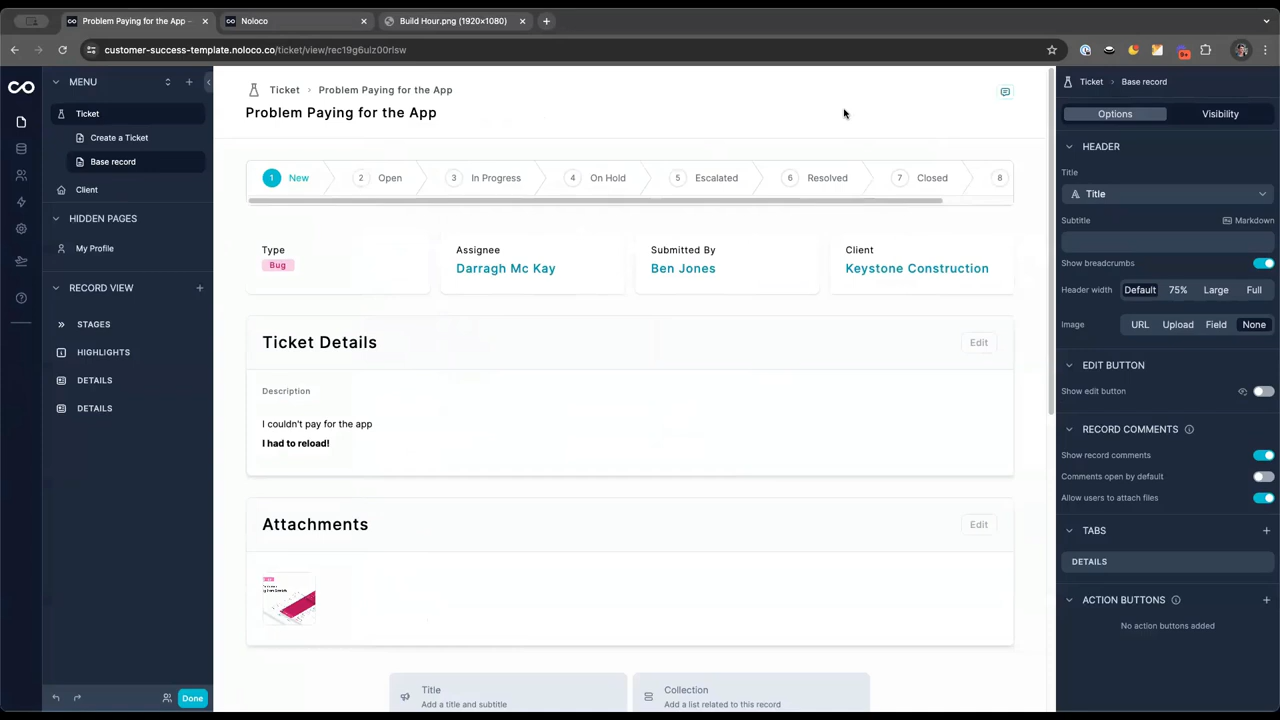 Problem Paying for the App -
Noloco
Build Hour.png (1920×1080)
customer-success-template.noloco.co/ticket/view/rec19g6ulz00rlsw
9+
MENU
Ticket
Create a Ticket
Base record
Client
HIDDEN PAGES
My Profile
RECORD VIEW
STAGES
HIGHLIGHTS
DETAILS
DETAILS
Done
Ticket › Problem Paying for the App
Problem Paying for the App
1 New 2 Open 3 In Progress 4 On Hold 5 Escalated 6 Resolved 7 Closed 8
Type
Bug
Assignee
Darragh Mc Kay
Submitted By
Ben Jones
Client
Keystone Construction
Ticket Details
Edit
Description
I couldn't pay for the app
I had to reload!
Attachments
Edit
Title
Add a title and subtitle
Collection
Add a list related to this record
Ticket › Base record
Options Visibility
HEADER
Title
Title
Subtitle Markdown
Show breadcrumbs
Header width Default 75% Large Full
Image URL Upload Field None
EDIT BUTTON
Show edit button
RECORD COMMENTS
Show record comments
Comments open by default
Allow users to attach files
TABS
DETAILS
ACTION BUTTONS
No action buttons added